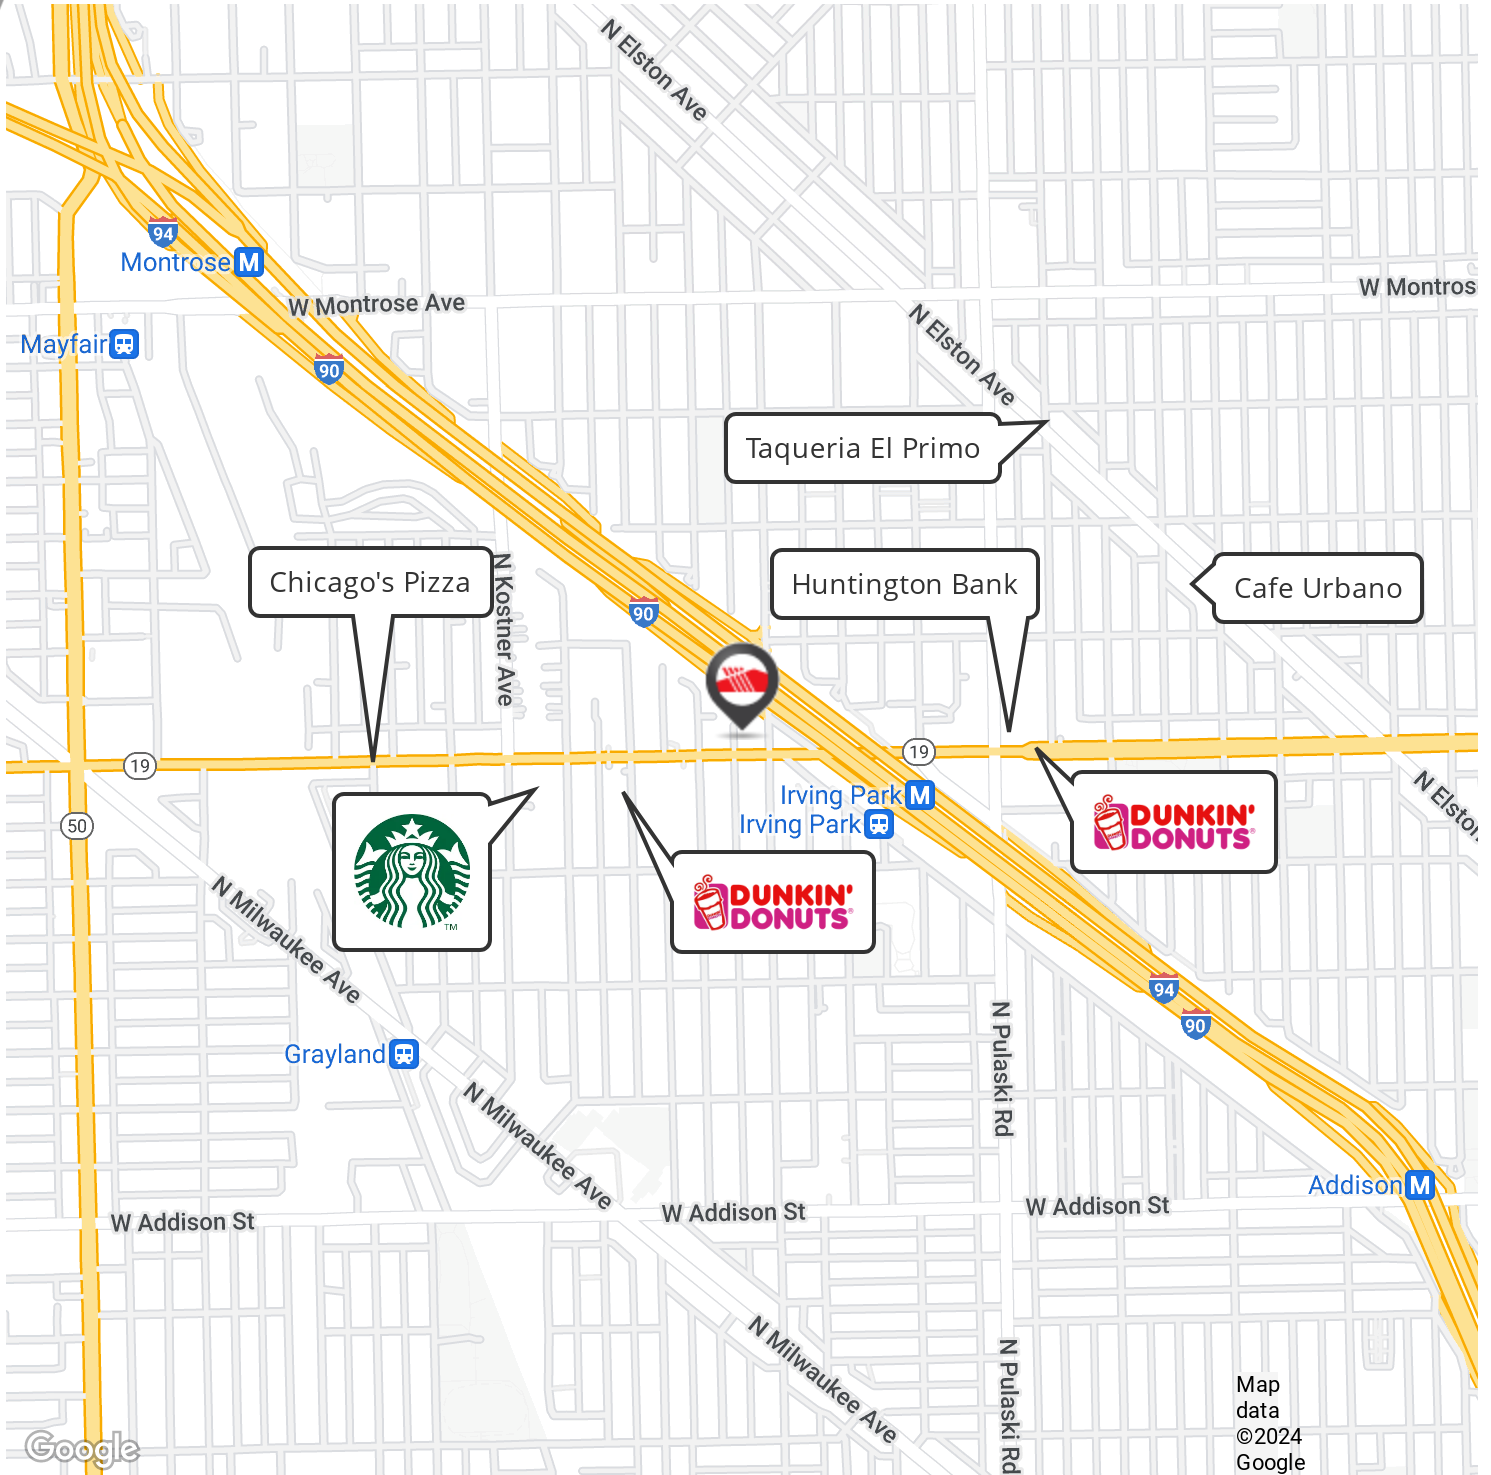 N Elston Ave
94
Montrose M
W Montrose Ave
W Montros
N Elston Ave
Mayfair
90
Taqueria El Primo
Chicago's Pizza
N Kostner Ave
Huntington Bank
Cafe Urbano
90
19
19
Irving Park M
Irving Park
N Elston
50
DUNKIN'
DONUTS
TM
DUNKIN'
DONUTS
N Milwaukee Ave
94
90
N Pulaski Rd
Grayland
N Milwaukee Ave
Addison M
W Addison St
W Addison St
W Addison St
N Milwaukee Ave
N Pulaski Rd
Map
data
©2024
Google
Google